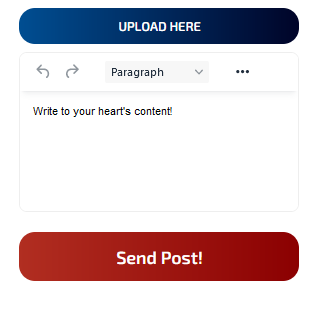 UPLOAD HERE
Paragraph
Write to your heart's content!
Send Post!